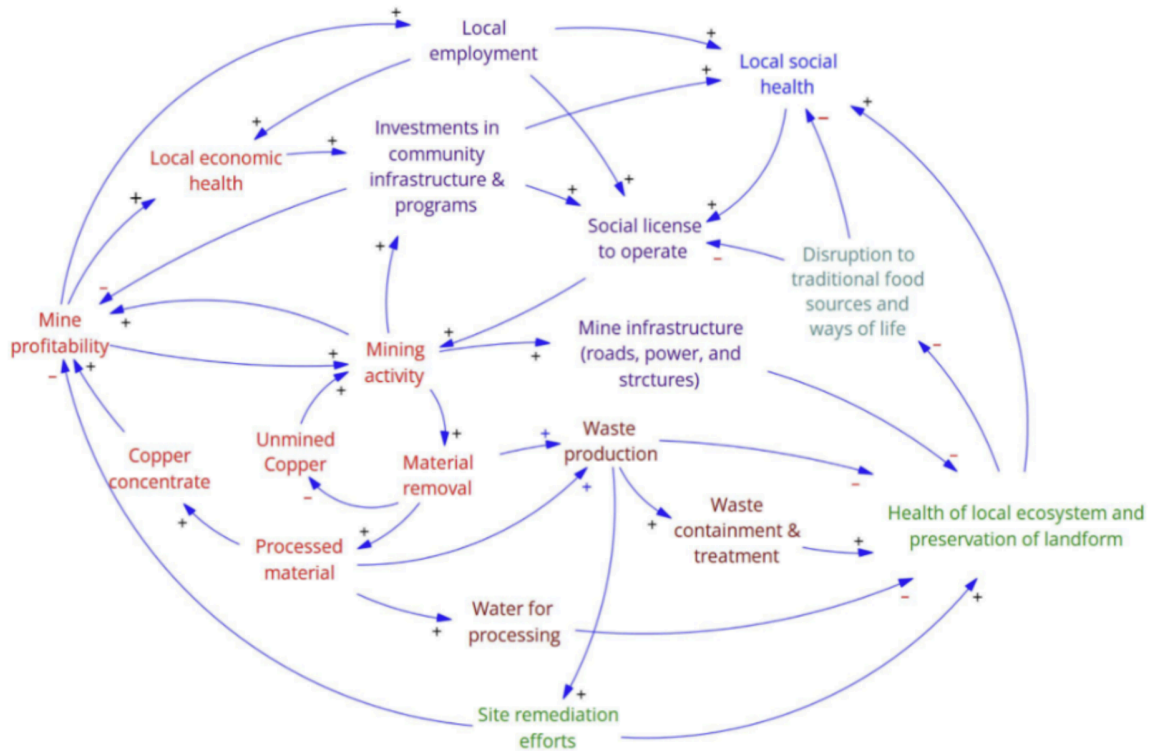 Local
employment
Local social
health
Investments in
community
infrastructure &
programs
Local economic
health
Social license
to operate
Disruption to
traditional food
sources and
ways of life
Mine
profitability
Mining
activity
Mine infrastructure
(roads, power, and
strctures)
Unmined
Copper
Copper
concentrate
Material
removal
Waste
production
Waste
containment &
treatment
Health of local ecosystem and
preservation of landform
Processed
material
Water for
processing
Site remediation
efforts